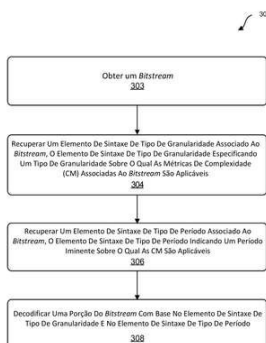 30
Obter um Bitstream
303
Recuperar Um Elemento De Sintaxe De Tipo De Granularidade Associado Ao
Bitstream, O Elemento De Sintaxe De Tipo De Granularidade Especificando
Um Tipo De Granularidade Sobre O Qual As Métricas De Complexidade
(CM) Associadas Ao Bitstream São Aplicáveis
304
Recuperar Um Elemento De Sintaxe De Tipo De Período Associado Ao
Bitstream, O Elemento De Sintaxe De Tipo De Período Indicando Um Período
Iminente Sobre O Qual As CM São Aplicáveis
306
Decodificar Uma Porção Do Bitstream Com Base No Elemento De Sintaxe De
Tipo De Granularidade E No Elemento De Sintaxe De Tipo De Período
308